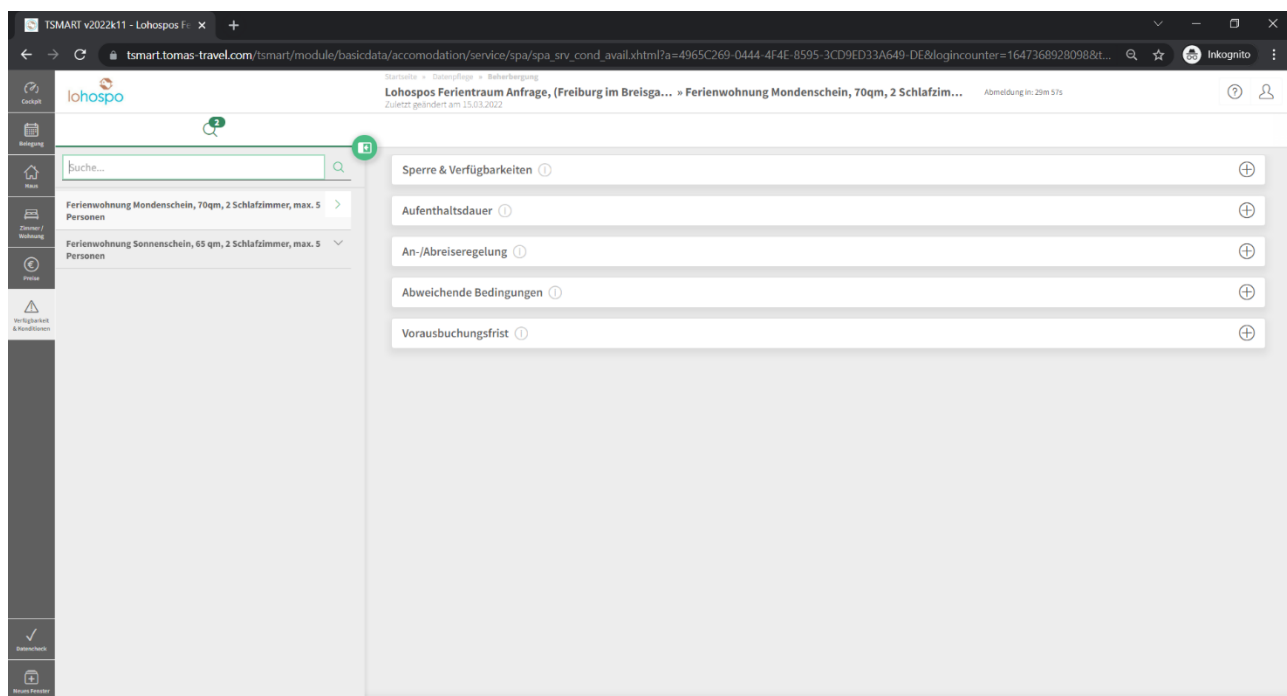 TSMART v2022k11 - Lohospos Fe
tsmart.tomas-travel.com/tsmart/module/basicdata/accomodation/service/spa/spa_srv_cond_avail.xhtml?a=4965C269-0444-4F4E-8595-3CD9ED33A649-DE&logincounter=1647368928098&t...
Inkognito
Cockpit
lohospo
Startseite » Datenpflege » Beherbergung
Lohospos Ferientraum Anfrage, (Freiburg im Breisga... » Ferienwohnung Mondenschein, 70qm, 2 Schlafzim...
Abmeldung in: 29m 57s
Zuletzt geändert am 15.03.2022
Belegung
2
Haus
Suche...
Zimmer /
Wohnung
Ferienwohnung Mondenschein, 70qm, 2 Schlafzimmer, max. 5
Personen
Ferienwohnung Sonnenschein, 65 qm, 2 Schlafzimmer, max. 5
Personen
Preise
Verfügbarkeit
& Konditionen
Sperre & Verfügbarkeiten
Aufenthaltsdauer
An-/Abreiseregelung
Abweichende Bedingungen
Vorausbuchungsfrist
Datencheck
Neues Fenster